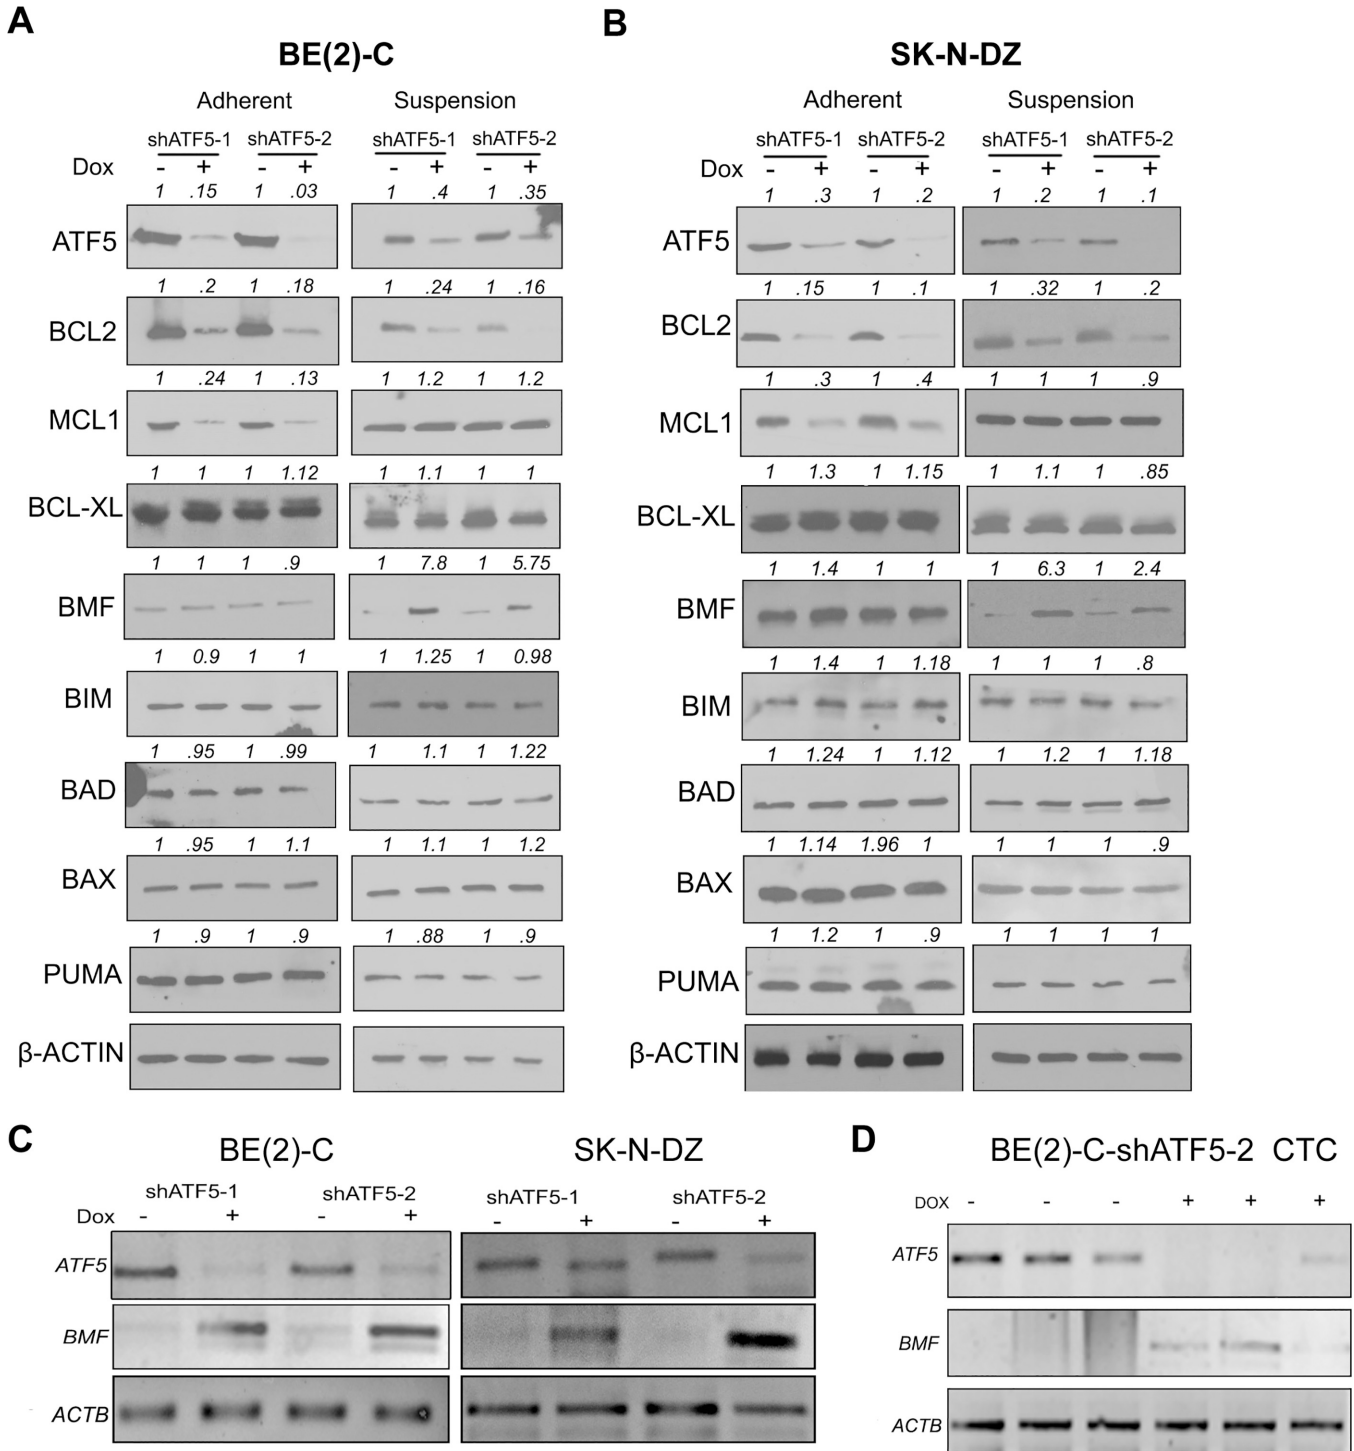 A
BE(2)-C
Adherent Suspension
shATF5-1 shATF5-2 shATF5-1 shATF5-2
Dox - + - + - + - +
1 .15 1 .03 1 .4 1 .35
ATF5
1 .2 1 .18 1 .24 1 .16
BCL2
1 .24 1 .13 1 1.2 1 1.2
MCL1
1 1 1 1.12 1 1.1 1 1
BCL-XL
1 1 1 .9 1 7.8 1 5.75
BMF
1 0.9 1 1 1 1.25 1 0.98
BIM
1 .95 1 .99 1 1.1 1 1.22
BAD
1 .95 1 1.1 1 1.1 1 1.2
BAX
1 .9 1 .9 1 .88 1 .9
PUMA
β-ACTIN
B
SK-N-DZ
Adherent Suspension
shATF5-1 shATF5-2 shATF5-1 shATF5-2
Dox - + - + - + - +
1 .3 1 .2 1 .2 1 .1
ATF5
1 .15 1 .1 1 .32 1 .2
BCL2
1 .3 1 .4 1 1 1 .9
MCL1
1 1.3 1 1.15 1 1.1 1 .85
BCL-XL
1 1.4 1 1 1 6.3 1 2.4
BMF
1 1.4 1 1.18 1 1 1 .8
BIM
1 1.24 1 1.12 1 1.2 1 1.18
BAD
1 1.14 1.96 1 1 1 1 .9
BAX
1 1.2 1 .9 1 1 1 1
PUMA
β-ACTIN
C
BE(2)-C SK-N-DZ
shATF5-1 shATF5-2 shATF5-1 shATF5-2
Dox - + - + - + - +
ATF5
BMF
ACTB
D
BE(2)-C-shATF5-2 CTC
DOX - - - + + +
ATF5
BMF
ACTB